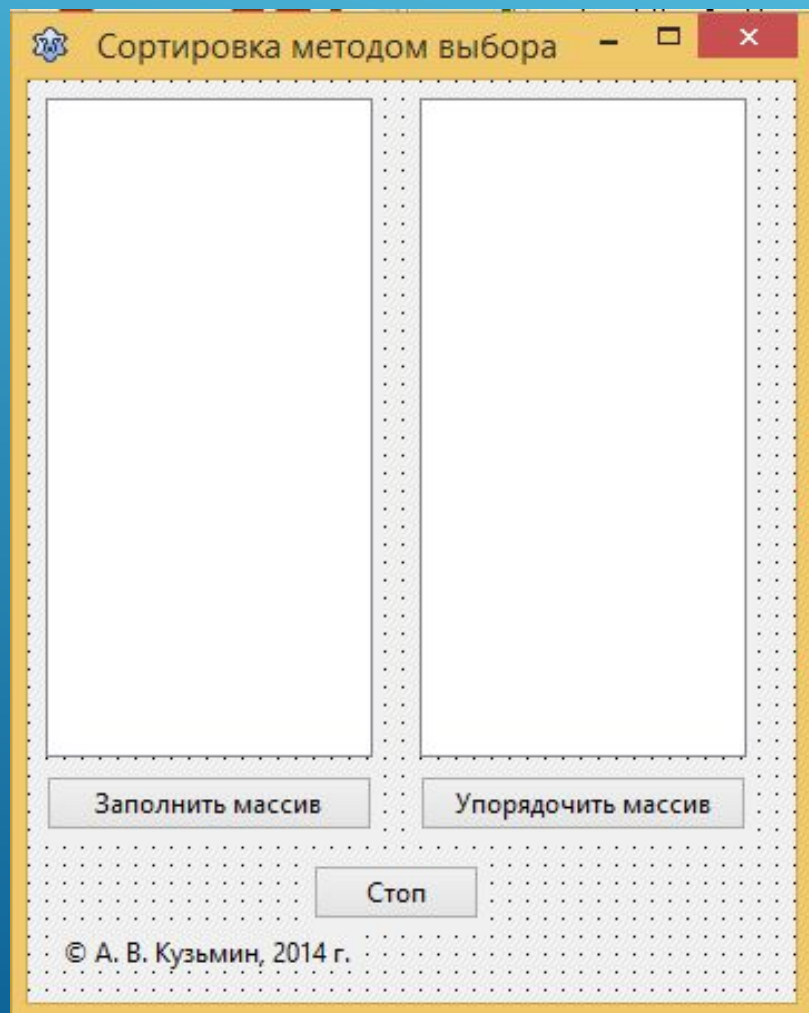 Сортировка методом выбора
Заполнить массив
Упорядочить массив
Стоп
© А. В. Кузьмин, 2014 г.